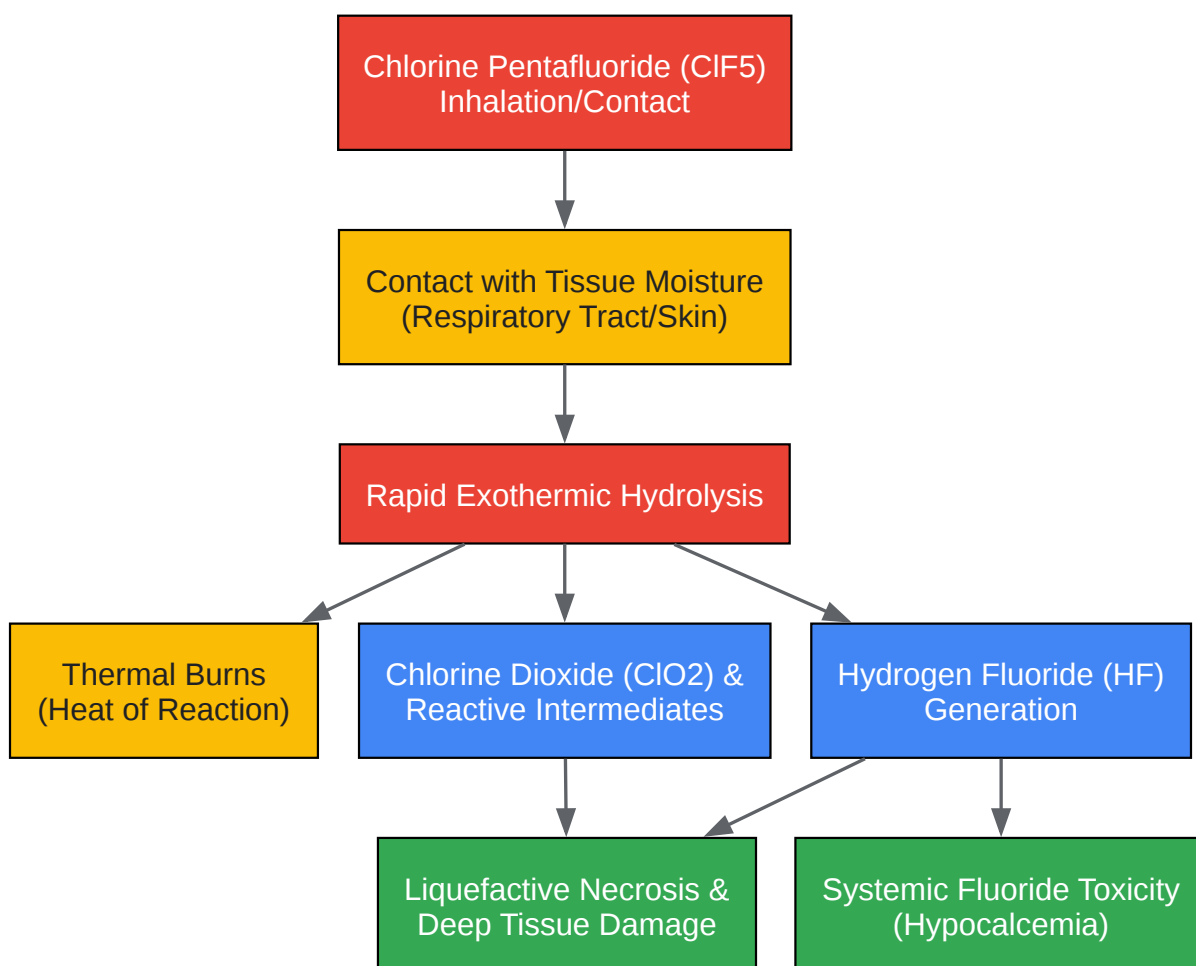 Chlorine Pentafluoride (ClF5)
Inhalation/Contact
Contact with Tissue Moisture
(Respiratory Tract/Skin)
Rapid Exothermic Hydrolysis
Thermal Burns
(Heat of Reaction)
Chlorine Dioxide (ClO2) &
Reactive Intermediates
Hydrogen Fluoride (HF)
Generation
Liquefactive Necrosis &
Deep Tissue Damage
Systemic Fluoride Toxicity
(Hypocalcemia)